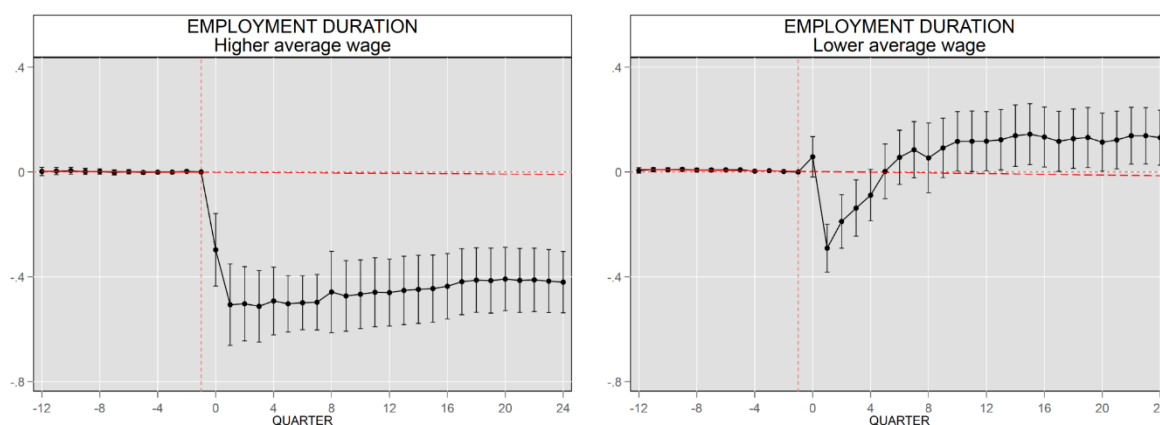 EMPLOYMENT DURATION
Higher average wage
.4
0
-.4
-.8
-12 -8 -4 0 4 8 12 16 20 24
QUARTER
EMPLOYMENT DURATION
Lower average wage
.4
0
-.4
-.8
-12 -8 -4 0 4 8 12 16 20 24
QUARTER